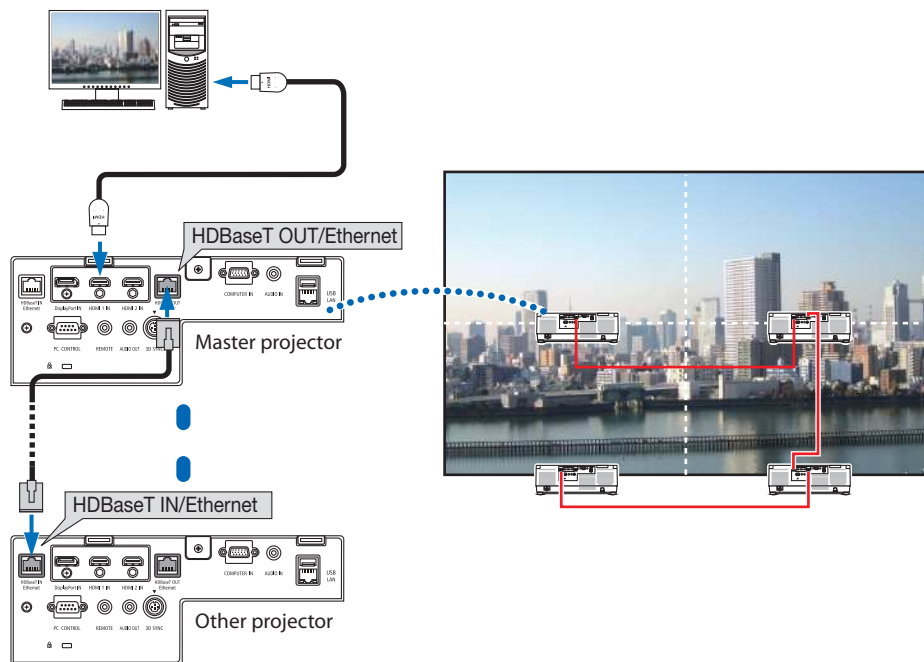 HDMI
HDMI
HDBaseT OUT/Ethernet
HDBaseT IN
Ethernet
DisplayPort IN
HDMI 1 IN
HDMI 2 IN
COMPUTER IN
AUDIO IN
USB
LAN
PC CONTROL
REMOTE
AUDIO OUT
3D SYNC
Master projector
HDBaseT IN/Ethernet
HDBaseT IN
Ethernet
DisplayPort IN
HDMI 1 IN
HDMI 2 IN
HDBaseT OUT
Ethernet
COMPUTER IN
AUDIO IN
USB
LAN
PC CONTROL
REMOTE
AUDIO OUT
3D SYNC
Other projector